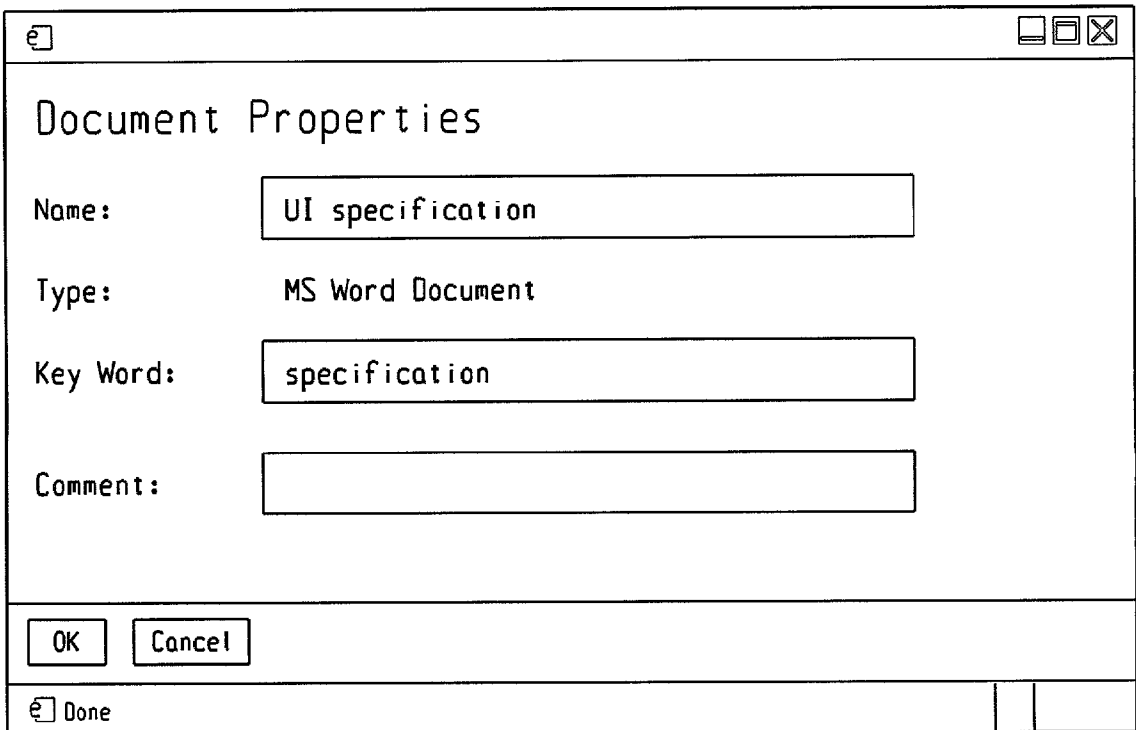 Document Properties
Name: UI specification
Type: MS Word Document
Key Word: specification
Comment:
OK Cancel
Done